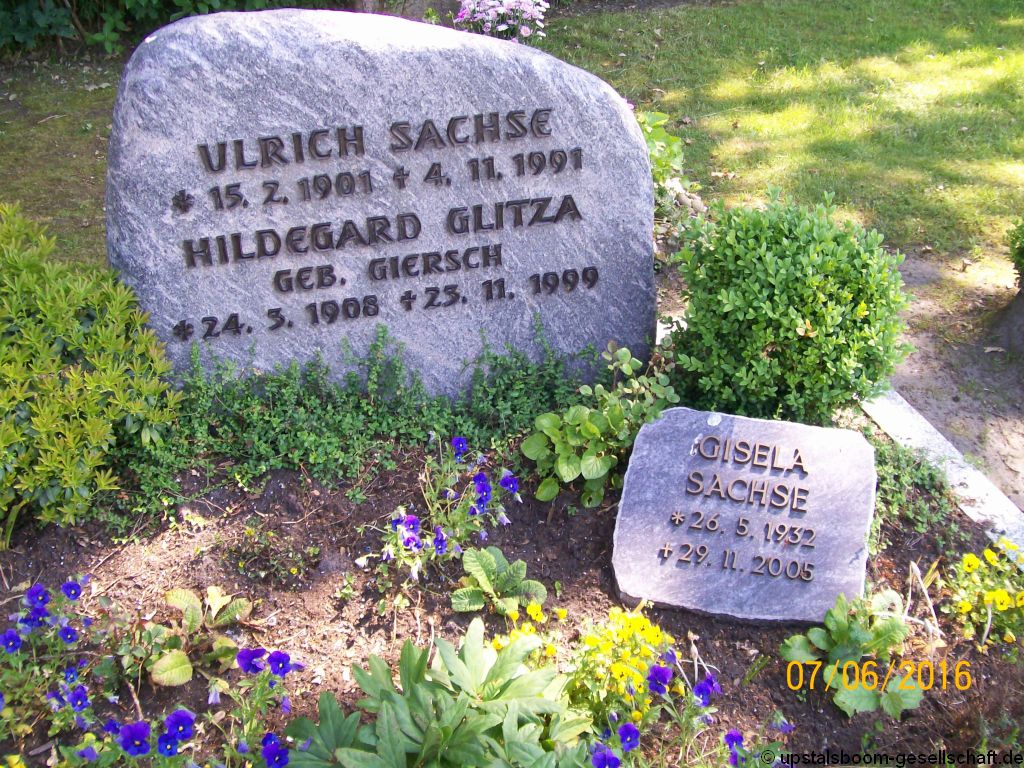 ULRICH SACHSE
* 15. 2. 1901 † 4. 11. 1991
HILDEGARD GLITZA
GEB. GIERSCH
* 24. 3. 1908 † 23. 11. 1999
GISELA
SACHSE
* 26. 5. 1932
† 29. 11. 2005
07/06/2016
© upstalsboom-gesellschaft.de